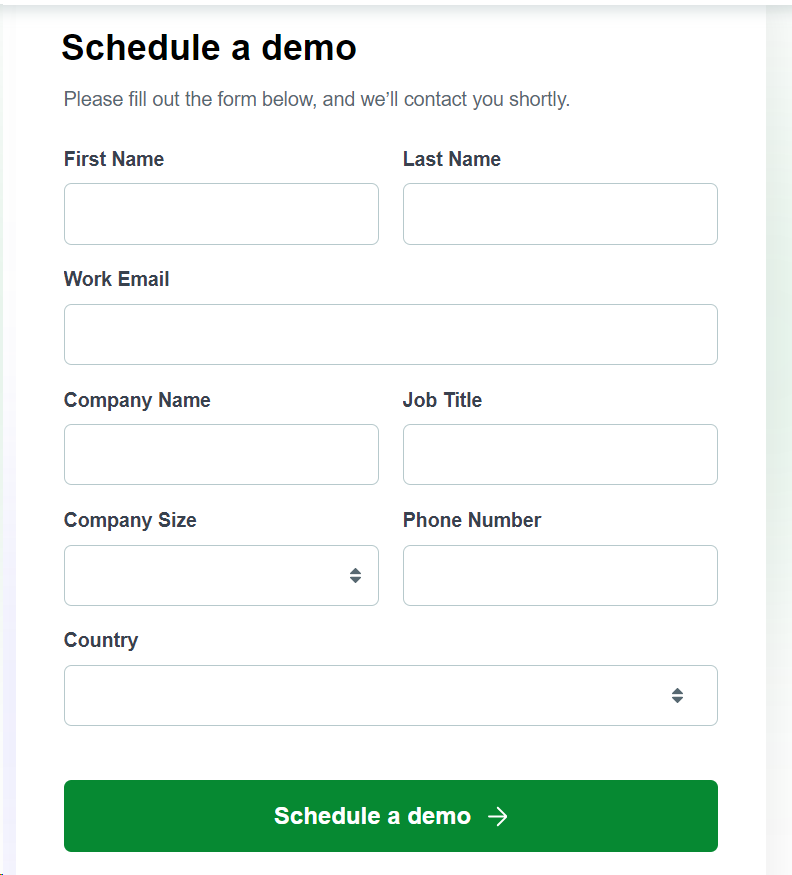 Schedule a demo
Please fill out the form below, and we’ll contact you shortly.
First Name Last Name
Work Email
Company Name Job Title
Company Size Phone Number
Country
Schedule a demo →